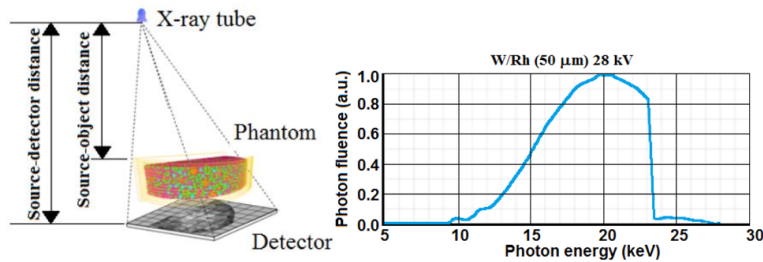 X-ray tube
Source-detector distance
Source-object distance
Phantom
Detector
W/Rh (50 μm) 28 kV
Photon fluence (a.u.)
1.0
0.8
0.6
0.4
0.2
0.0
5 10 15 20 25 30
Photon energy (keV)